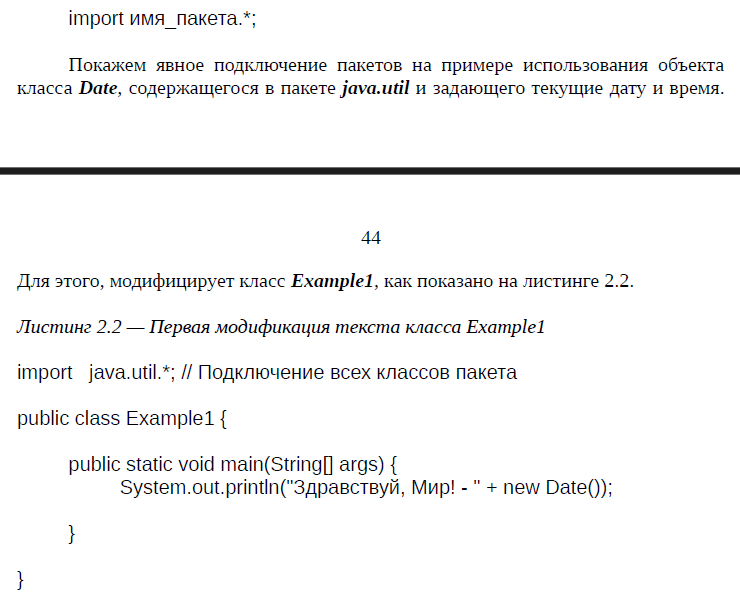 import имя_пакета.*;
Покажем явное подключение пакетов на примере использования объекта
класса Date, содержащегося в пакете java.util и задающего текущие дату и время.
44
Для этого, модифицирует класс Example1, как показано на листинге 2.2.
Листинг 2.2 — Первая модификация текста класса Example1
import java.util.*; // Подключение всех классов пакета
public class Example1 {
public static void main(String[] args) {
System.out.println("Здравствуй, Мир! - " + new Date());
}
}